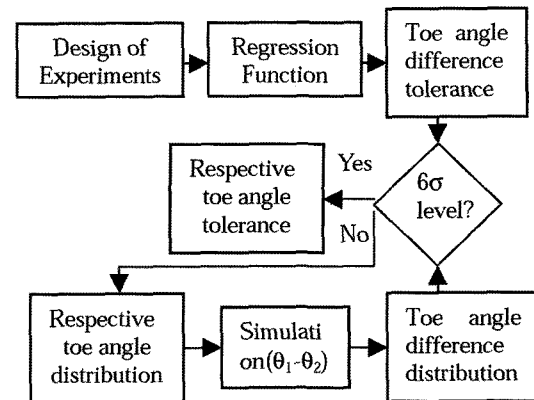 Design of
Experiments
Regression
Function
Toe angle
difference
tolerance
Respective
toe angle
tolerance
Yes
6σ
level?
No
Respective
toe angle
distribution
Simulati
on(θ₁-θ₂)
Toe angle
difference
distribution